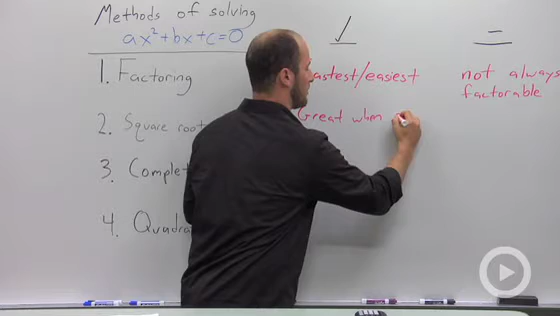 Methods of solving
ax²+bx+c=0
✓ −
1. Factoring
fastest/easiest
not always
factorable
2. Square root
Great when
3. Complet
4. Quadra